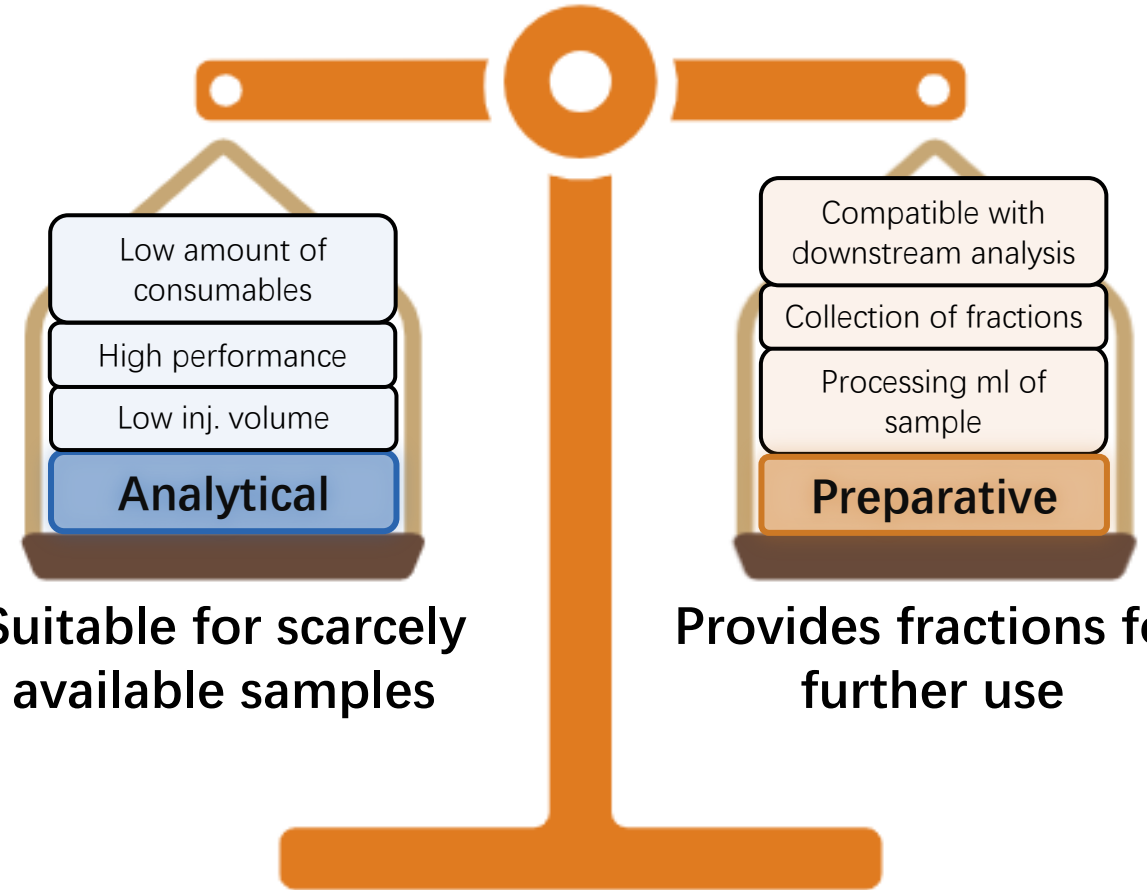 Low amount of
consumables
High performance
Low inj. volume
Analytical
Suitable for scarcely
available samples
Compatible with
downstream analysis
Collection of fractions
Processing ml of
sample
Preparative
Provides fractions fo
further use